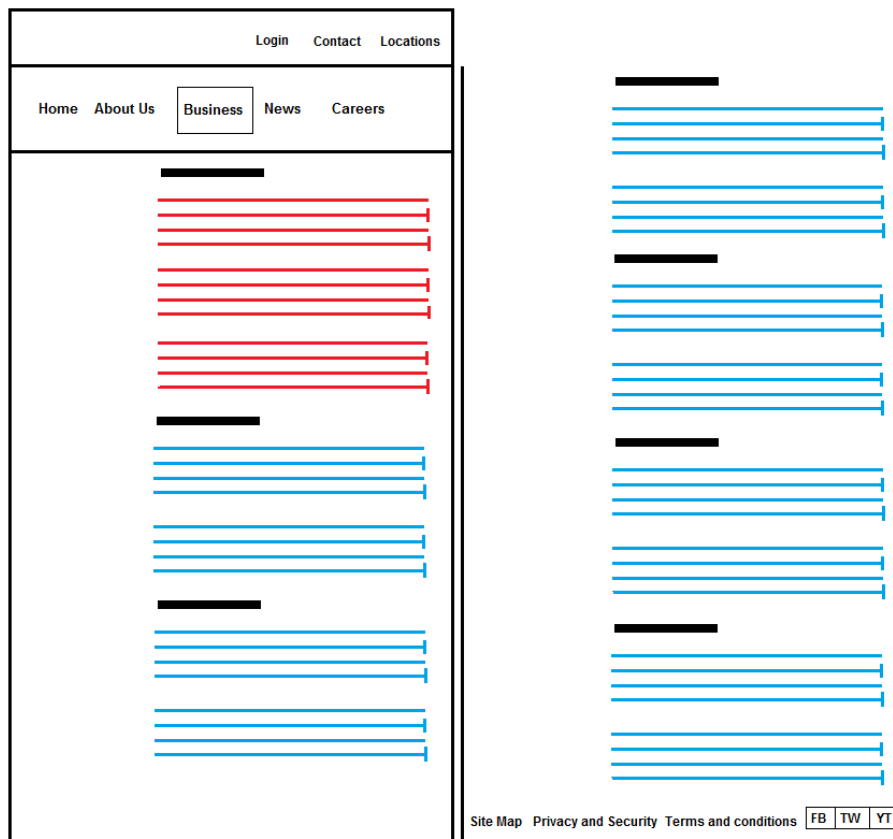 Login Contact Locations
Home About Us Business News Careers
Site Map Privacy and Security Terms and conditions FB TW YT